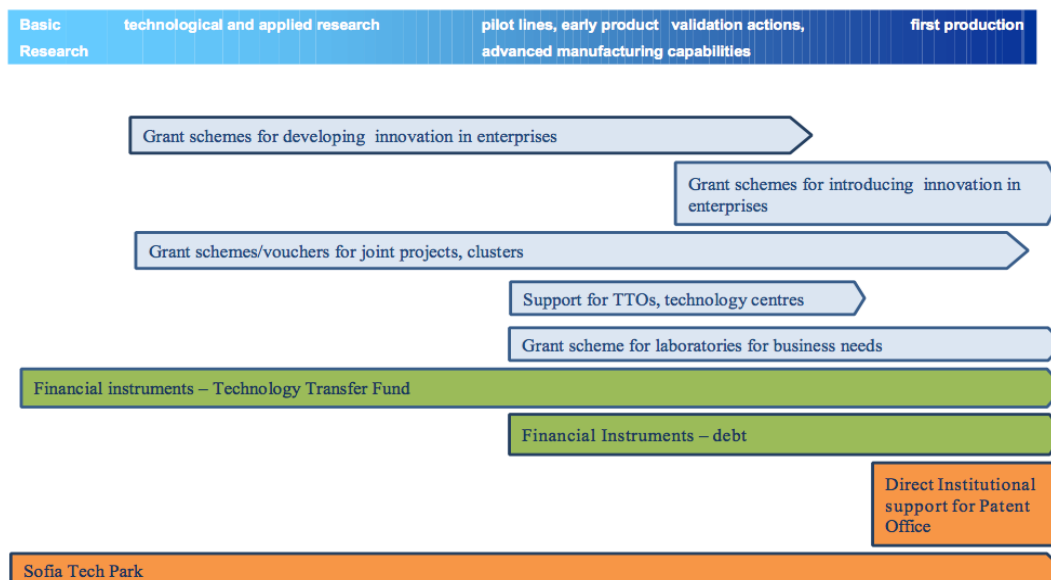 Basic technological and applied research pilot lines, early product validation actions, first production
Research advanced manufacturing capabilities
Grant schemes for developing innovation in enterprises
Grant schemes for introducing innovation in
enterprises
Grant schemes/vouchers for joint projects, clusters
Support for TTOs, technology centres
Grant scheme for laboratories for business needs
Financial instruments – Technology Transfer Fund
Financial Instruments – debt
Direct Institutional
support for Patent
Office
Sofia Tech Park